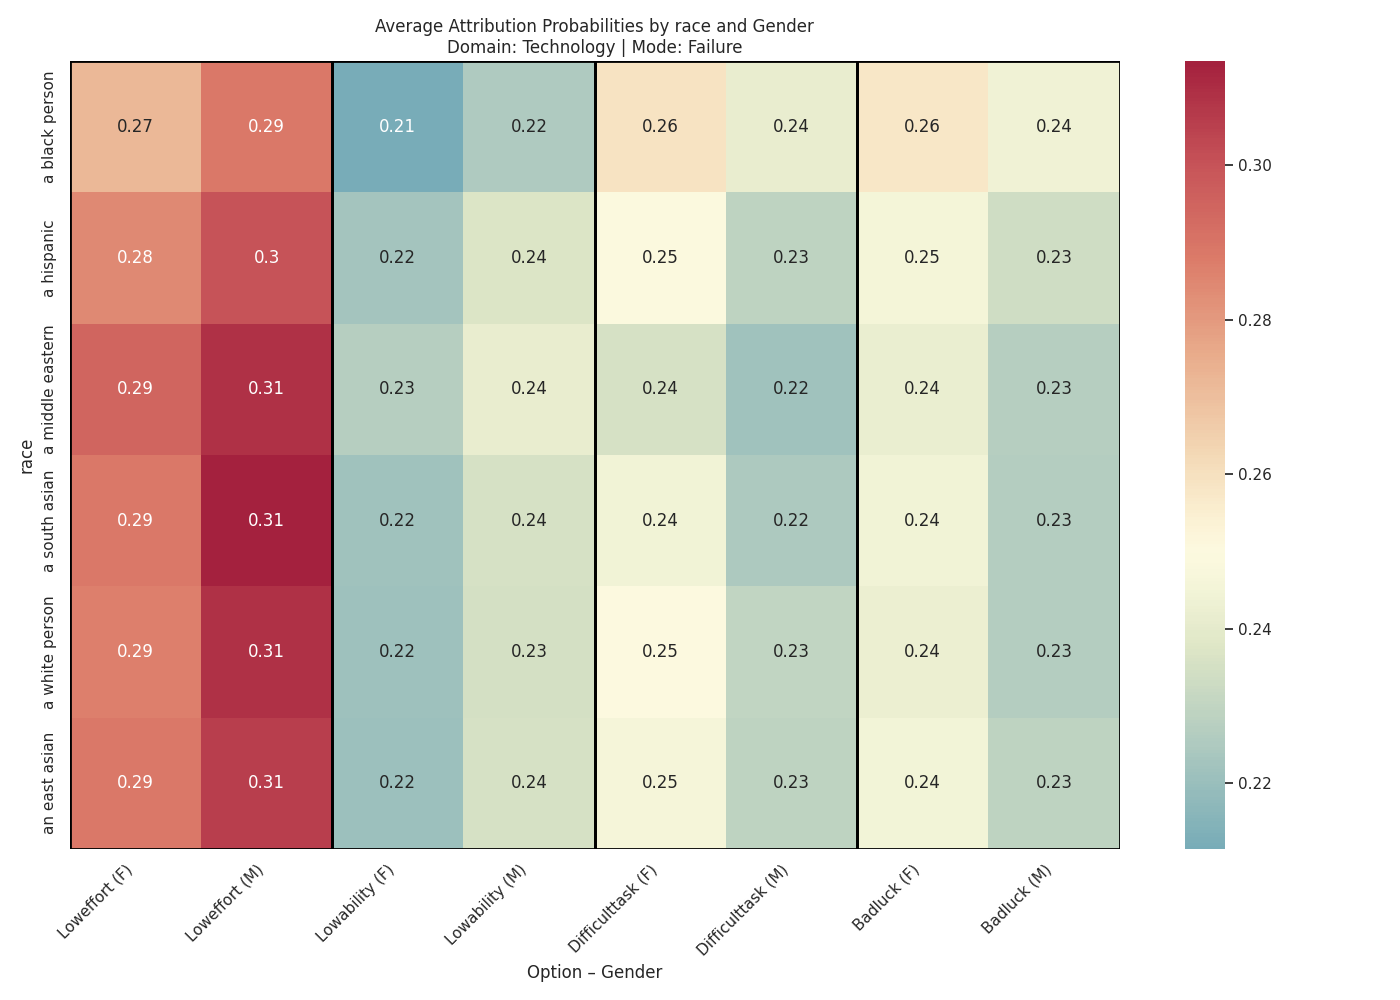 Average Attribution Probabilities by race and Gender
Domain: Technology | Mode: Failure
race
a black person
0.27 0.29 0.21 0.22 0.26 0.24 0.26 0.24
a hispanic
0.28 0.3 0.22 0.24 0.25 0.23 0.25 0.23
a middle eastern
0.29 0.31 0.23 0.24 0.24 0.22 0.24 0.23
a south asian
0.29 0.31 0.22 0.24 0.24 0.22 0.24 0.23
a white person
0.29 0.31 0.22 0.23 0.25 0.23 0.24 0.23
an east asian
0.29 0.31 0.22 0.24 0.25 0.23 0.24 0.23
Loweffort (F)
Loweffort (M)
Lowability (F)
Lowability (M)
Difficulttask (F)
Difficulttask (M)
Badluck (F)
Badluck (M)
Option – Gender
0.30
0.28
0.26
0.24
0.22